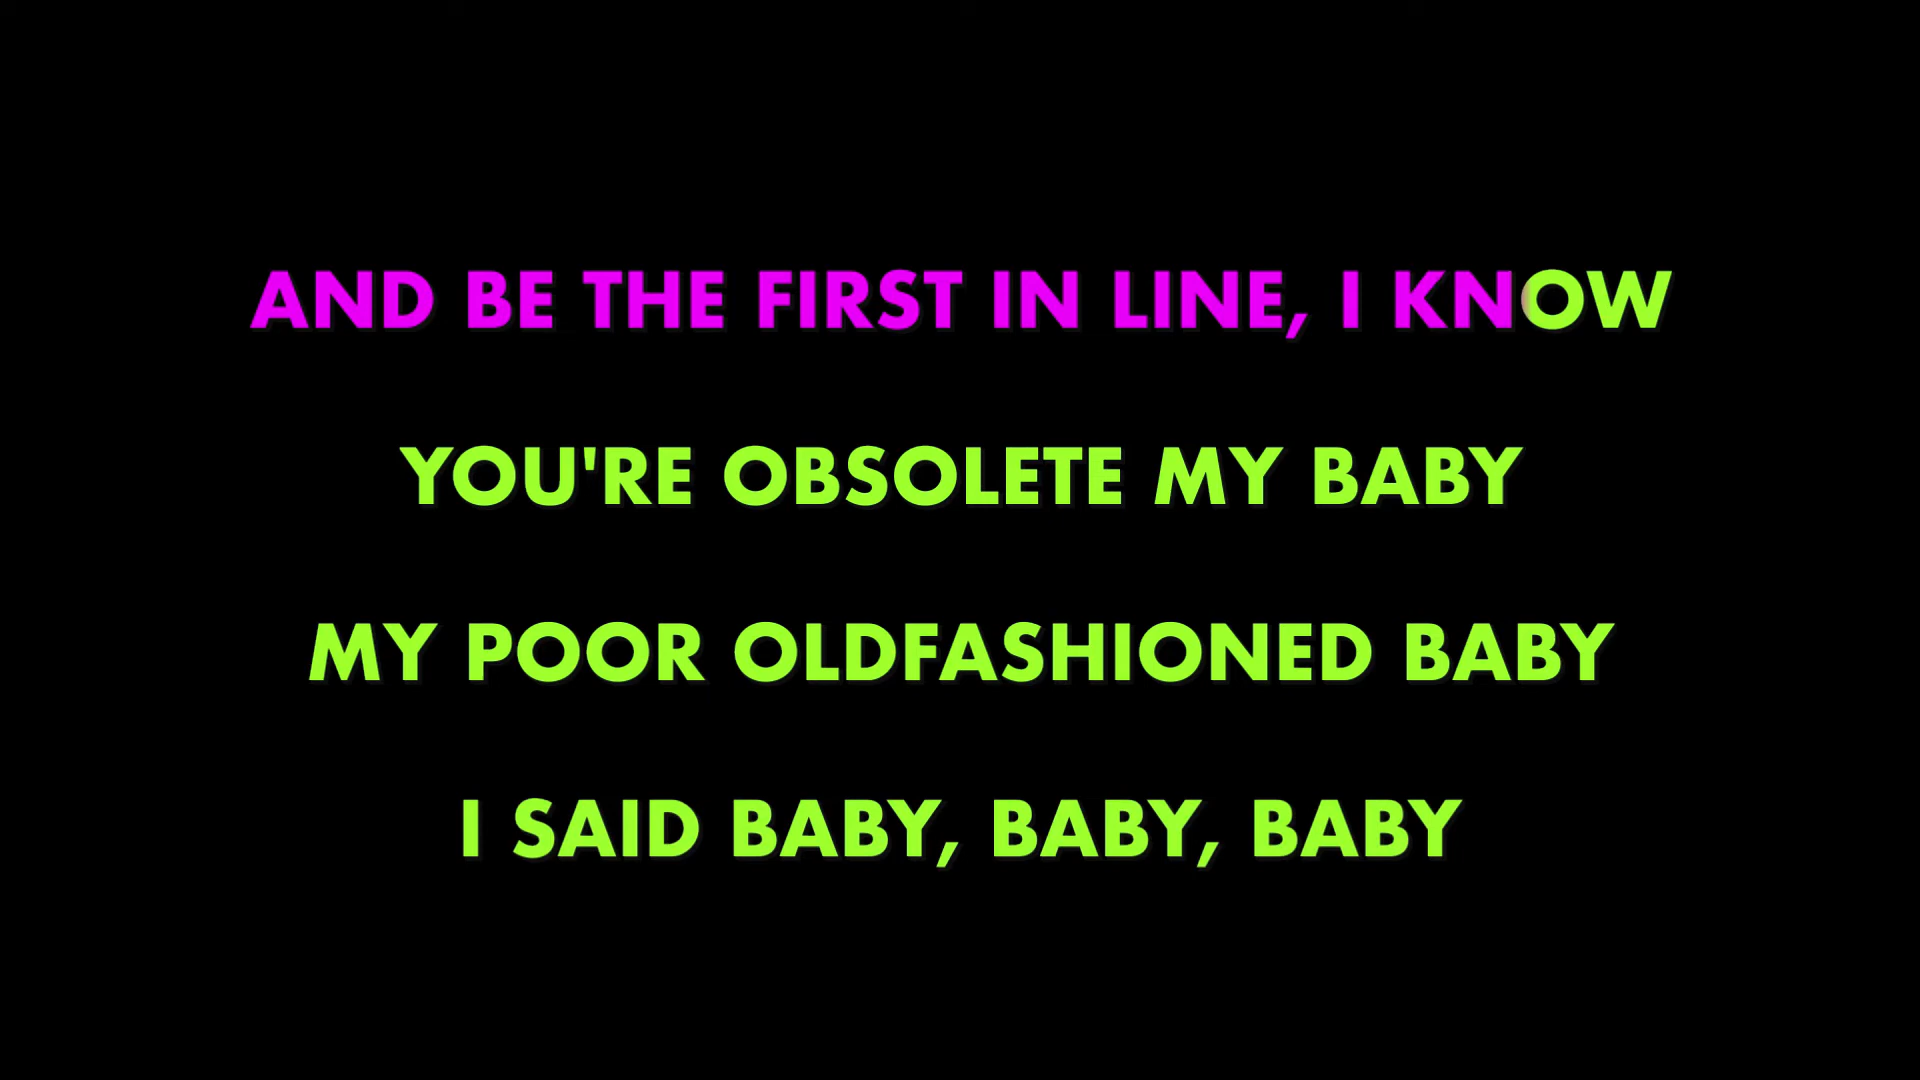 AND BE THE FIRST IN LINE, I KNOW
YOU'RE OBSOLETE MY BABY
MY POOR OLDFASHIONED BABY
I SAID BABY, BABY, BABY